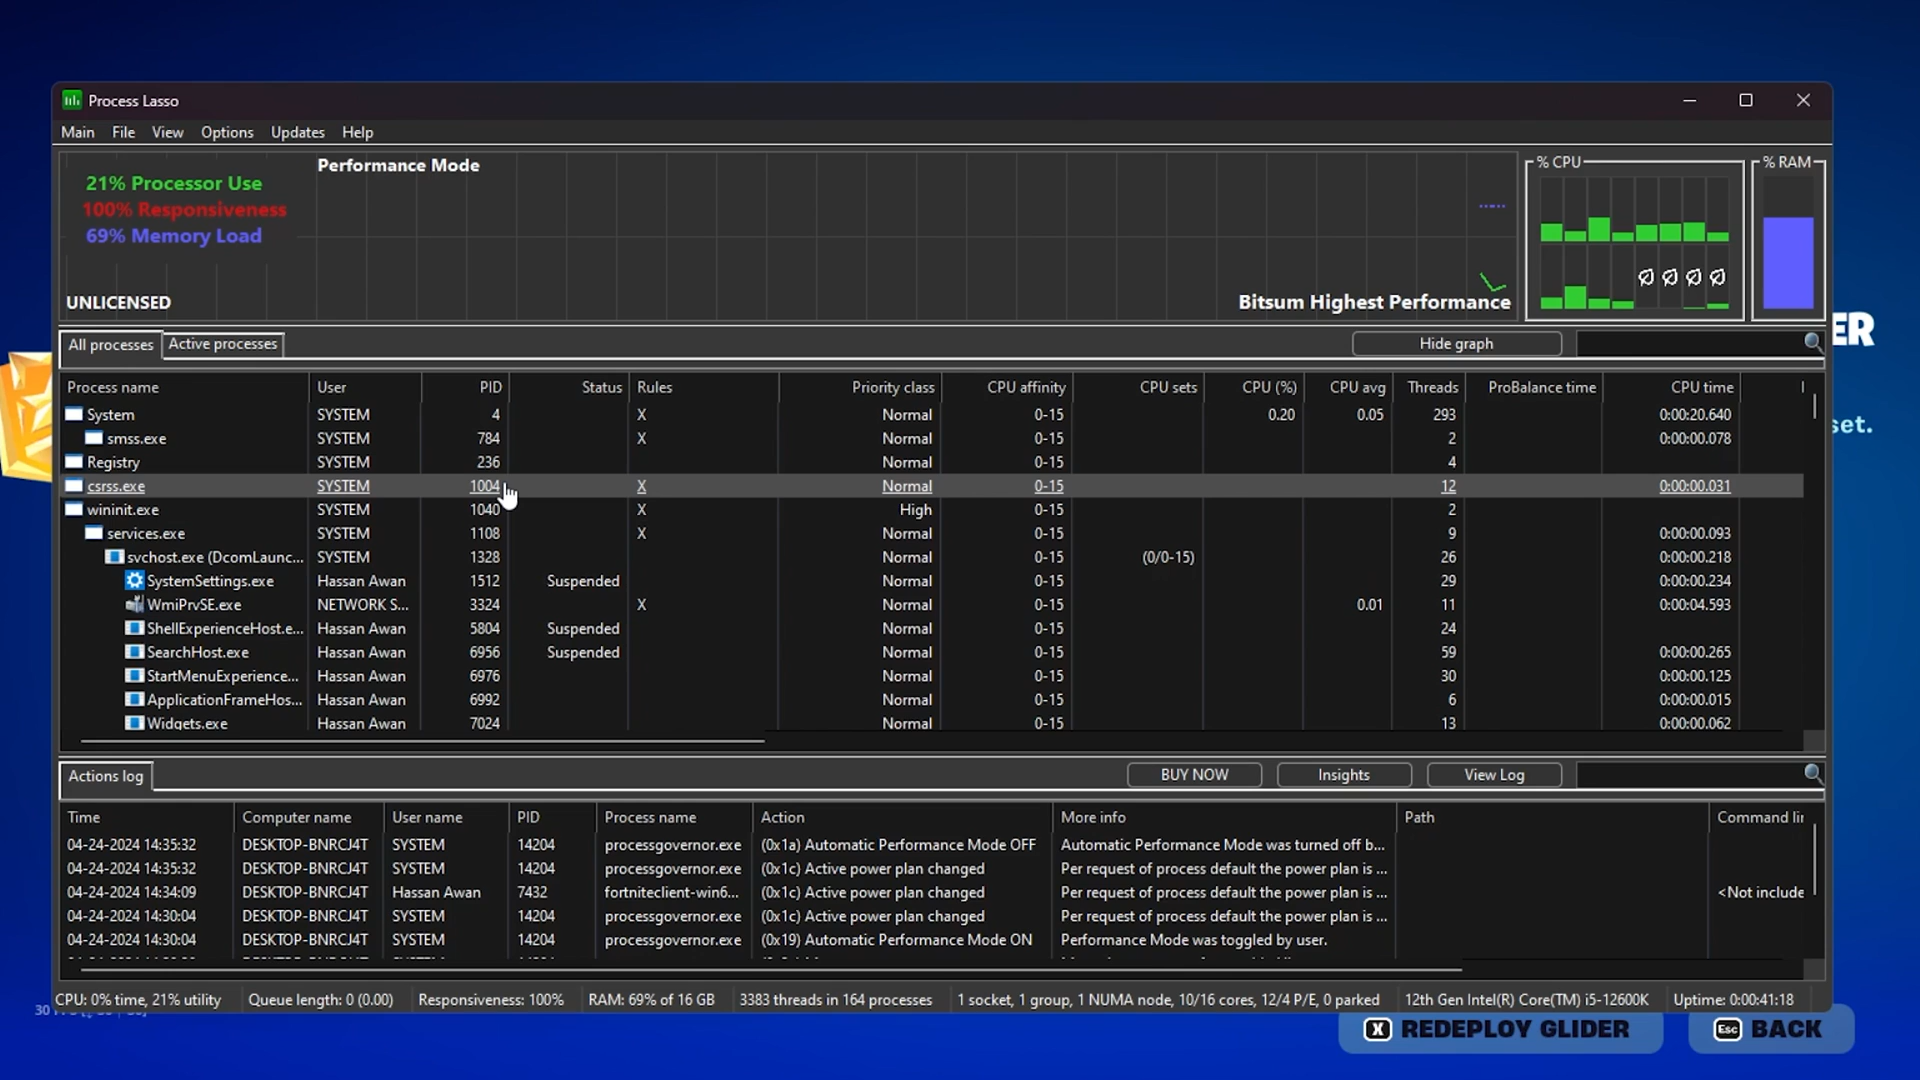 Process Lasso
Main File View Options Updates Help
Performance Mode
% CPU
% RAM
21% Processor Use
100% Responsiveness
69% Memory Load
UNLICENSED
Bitsum Highest Performance
ER
All processes Active processes Hide graph
Process name User PID Status Rules Priority class CPU affinity CPU sets CPU (%) CPU avg Threads ProBalance time CPU time
System SYSTEM 4 X Normal 0-15 0.20 0.05 293 0:00:20.640
set.
smss.exe SYSTEM 784 X Normal 0-15 2 0:00:00.078
Registry SYSTEM 236 Normal 0-15 4
csrss.exe SYSTEM 1004 X Normal 0-15 12 0:00:00.031
wininit.exe SYSTEM 1040 X High 0-15 2
services.exe SYSTEM 1108 X Normal 0-15 9 0:00:00.093
svchost.exe (DcomLaunc... SYSTEM 1328 Normal 0-15 (0/0-15) 26 0:00:00.218
SystemSettings.exe Hassan Awan 1512 Suspended Normal 0-15 29 0:00:00.234
WmiPrvSE.exe NETWORK S... 3324 X Normal 0-15 0.01 11 0:00:04.593
ShellExperienceHost.e... Hassan Awan 5804 Suspended Normal 0-15 24
SearchHost.exe Hassan Awan 6956 Suspended Normal 0-15 59 0:00:00.265
StartMenuExperience... Hassan Awan 6976 Normal 0-15 30 0:00:00.125
ApplicationFrameHos... Hassan Awan 6992 Normal 0-15 6 0:00:00.015
Widgets.exe Hassan Awan 7024 Normal 0-15 13 0:00:00.062
Actions log BUY NOW Insights View Log
Time Computer name User name PID Process name Action More info Path Command lir
04-24-2024 14:35:32 DESKTOP-BNRCJ4T SYSTEM 14204 processgovernor.exe (0x1a) Automatic Performance Mode OFF Automatic Performance Mode was turned off b...
04-24-2024 14:35:32 DESKTOP-BNRCJ4T SYSTEM 14204 processgovernor.exe (0x1c) Active power plan changed Per request of process default the power plan is ...
04-24-2024 14:34:09 DESKTOP-BNRCJ4T Hassan Awan 7432 fortniteclient-win6... (0x1c) Active power plan changed Per request of process default the power plan is ... <Not include
04-24-2024 14:30:04 DESKTOP-BNRCJ4T SYSTEM 14204 processgovernor.exe (0x1c) Active power plan changed Per request of process default the power plan is ...
04-24-2024 14:30:04 DESKTOP-BNRCJ4T SYSTEM 14204 processgovernor.exe (0x19) Automatic Performance Mode ON Performance Mode was toggled by user.
CPU: 0% time, 21% utility Queue length: 0 (0.00) Responsiveness: 100% RAM: 69% of 16 GB 3383 threads in 164 processes 1 socket, 1 group, 1 NUMA node, 10/16 cores, 12/4 P/E, 0 parked 12th Gen Intel(R) Core(TM) i5-12600K Uptime: 0:00:41:18
30
X REDEPLOY GLIDER Esc BACK